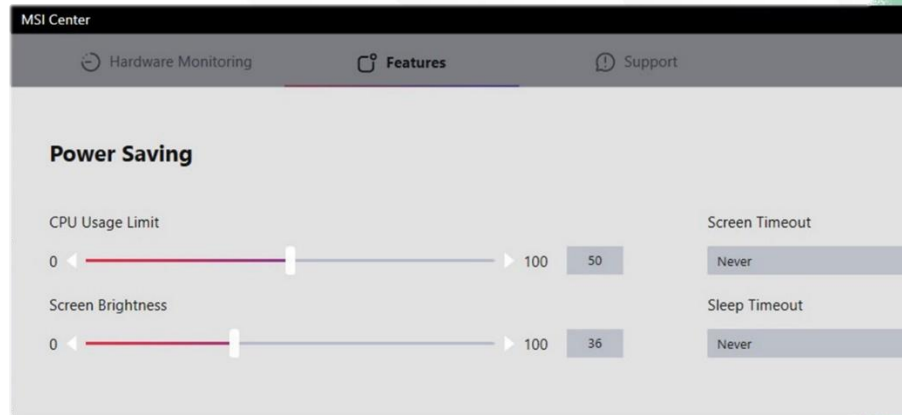 MSI Center
Hardware Monitoring Features Support
Power Saving
CPU Usage Limit
0 100 50
Screen Brightness
0 100 36
Screen Timeout
Never
Sleep Timeout
Never